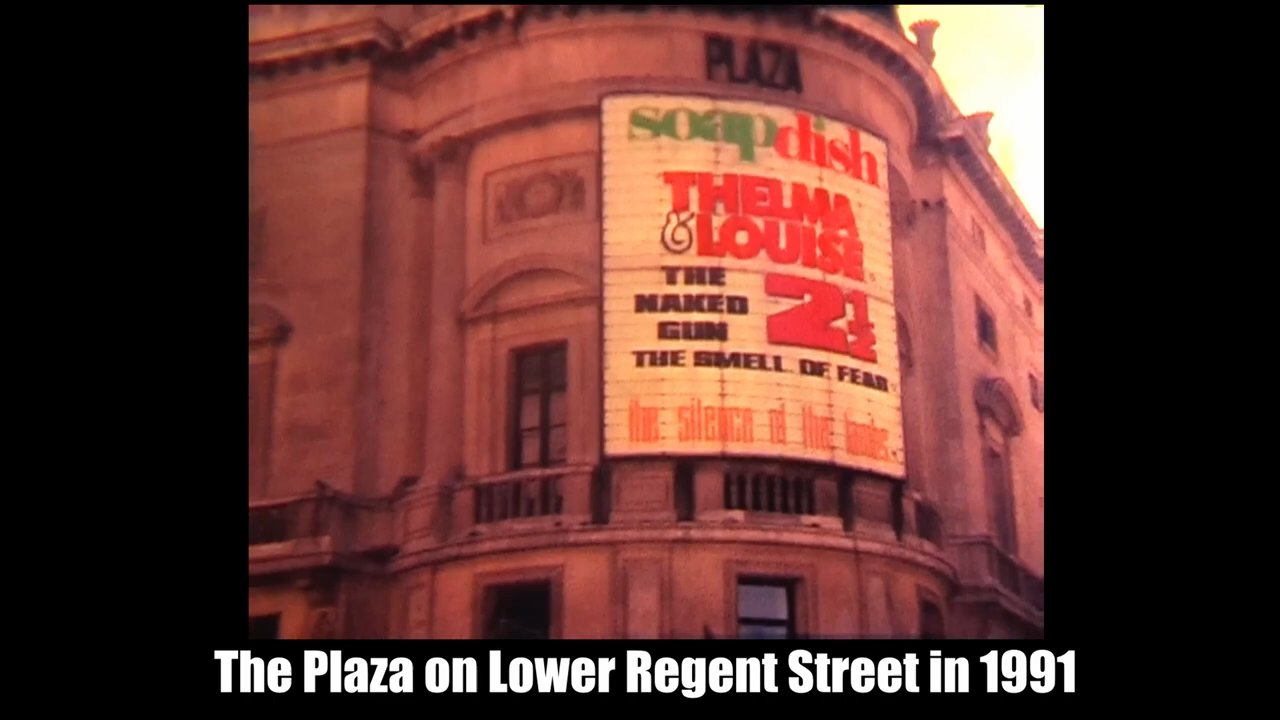 PLAZA
soapdish
THELMA
& LOUISE
THE
NAKED
GUN
2½
THE SMELL OF FEAR
the silence of the lambs
The Plaza on Lower Regent Street in 1991